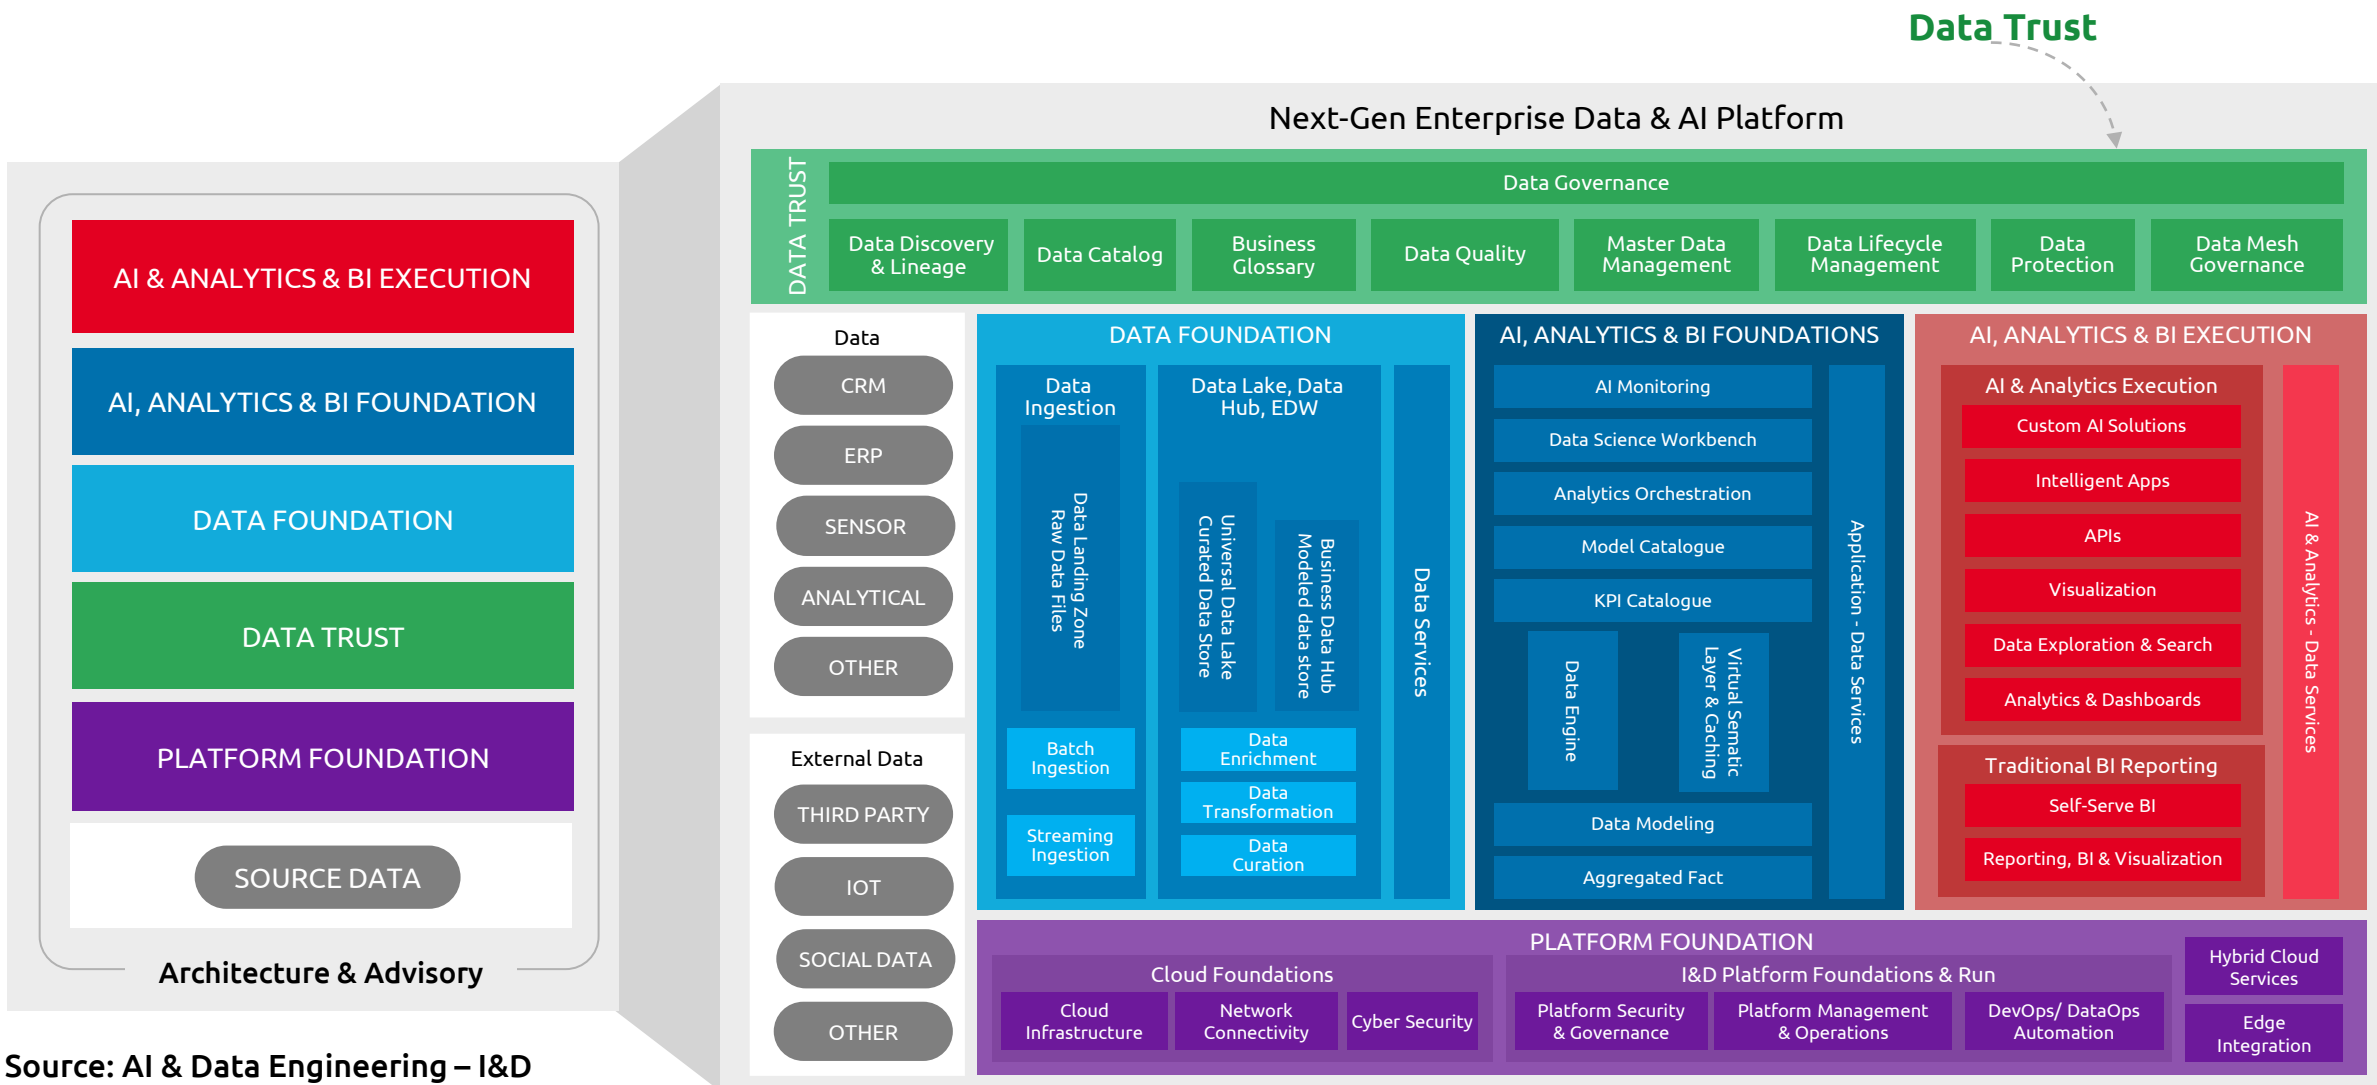 Data Trust
Next-Gen Enterprise Data & AI Platform
AI & ANALYTICS & BI EXECUTION
AI, ANALYTICS & BI FOUNDATION
DATA FOUNDATION
DATA TRUST
PLATFORM FOUNDATION
SOURCE DATA
Architecture & Advisory
Source: AI & Data Engineering – I&D
DATA TRUST
Data Governance
Data Discovery
& Lineage
Data Catalog
Business
Glossary
Data Quality
Master Data
Management
Data Lifecycle
Management
Data
Protection
Data Mesh
Governance
Data
CRM
ERP
SENSOR
ANALYTICAL
OTHER
External Data
THIRD PARTY
IOT
SOCIAL DATA
OTHER
DATA FOUNDATION
Data
Ingestion
Data Landing Zone
Raw Data Files
Batch
Ingestion
Streaming
Ingestion
Data Lake, Data
Hub, EDW
Universal Data Lake
Curated Data Store
Business Data Hub
Modeled data store
Data
Enrichment
Data
Transformation
Data
Curation
Data Services
AI, ANALYTICS & BI FOUNDATIONS
AI Monitoring
Data Science Workbench
Analytics Orchestration
Model Catalogue
KPI Catalogue
Data Engine
Virtual Sematic
Layer & Caching
Data Modeling
Aggregated Fact
Application - Data Services
AI, ANALYTICS & BI EXECUTION
AI & Analytics Execution
Custom AI Solutions
Intelligent Apps
APIs
Visualization
Data Exploration & Search
Analytics & Dashboards
Traditional BI Reporting
Self-Serve BI
Reporting, BI & Visualization
AI & Analytics - Data Services
PLATFORM FOUNDATION
Cloud Foundations
Cloud
Infrastructure
Network
Connectivity
Cyber Security
I&D Platform Foundations & Run
Platform Security
& Governance
Platform Management
& Operations
DevOps/ DataOps
Automation
Hybrid Cloud
Services
Edge
Integration